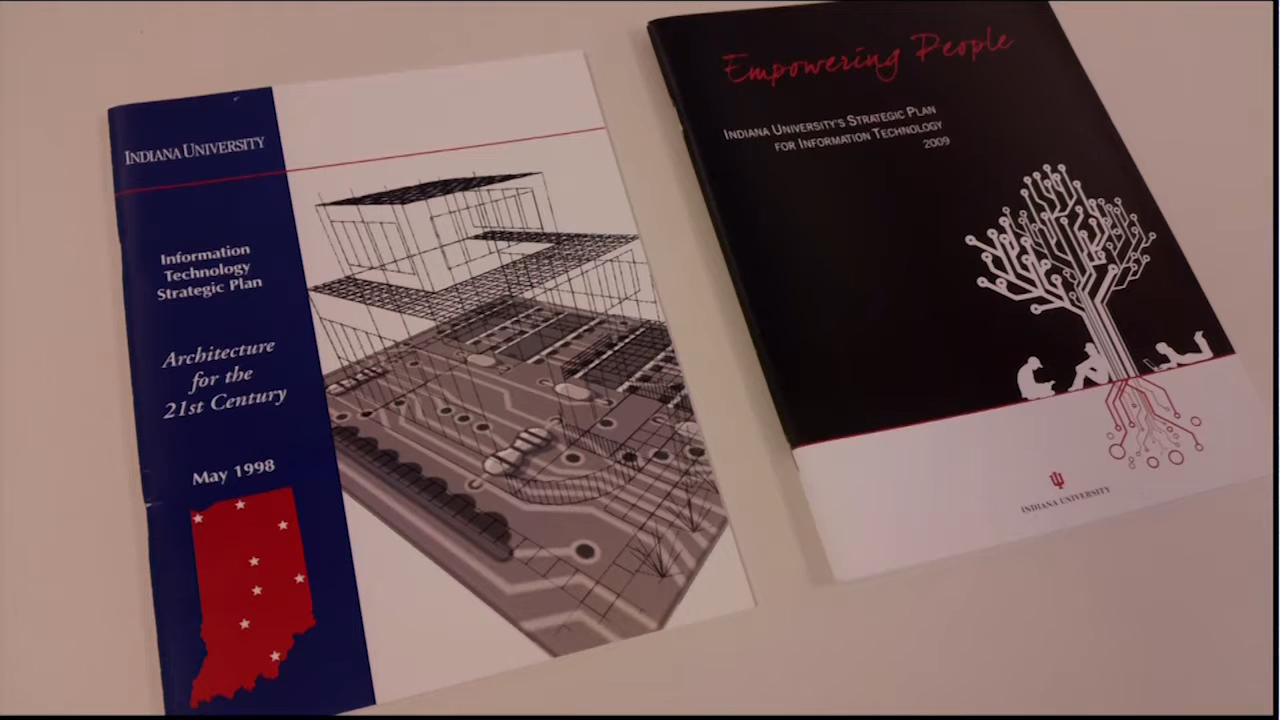 INDIANA UNIVERSITY
Information
Technology
Strategic Plan
Architecture
for the
21st Century
May 1998
Empowering People
INDIANA UNIVERSITY'S STRATEGIC PLAN
FOR INFORMATION TECHNOLOGY
2009
INDIANA UNIVERSITY